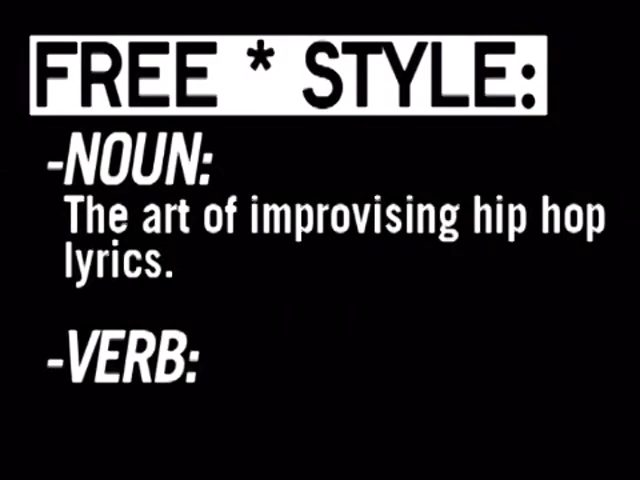 FREE * STYLE:
-NOUN:
The art of improvising hip hop
lyrics.
-VERB: